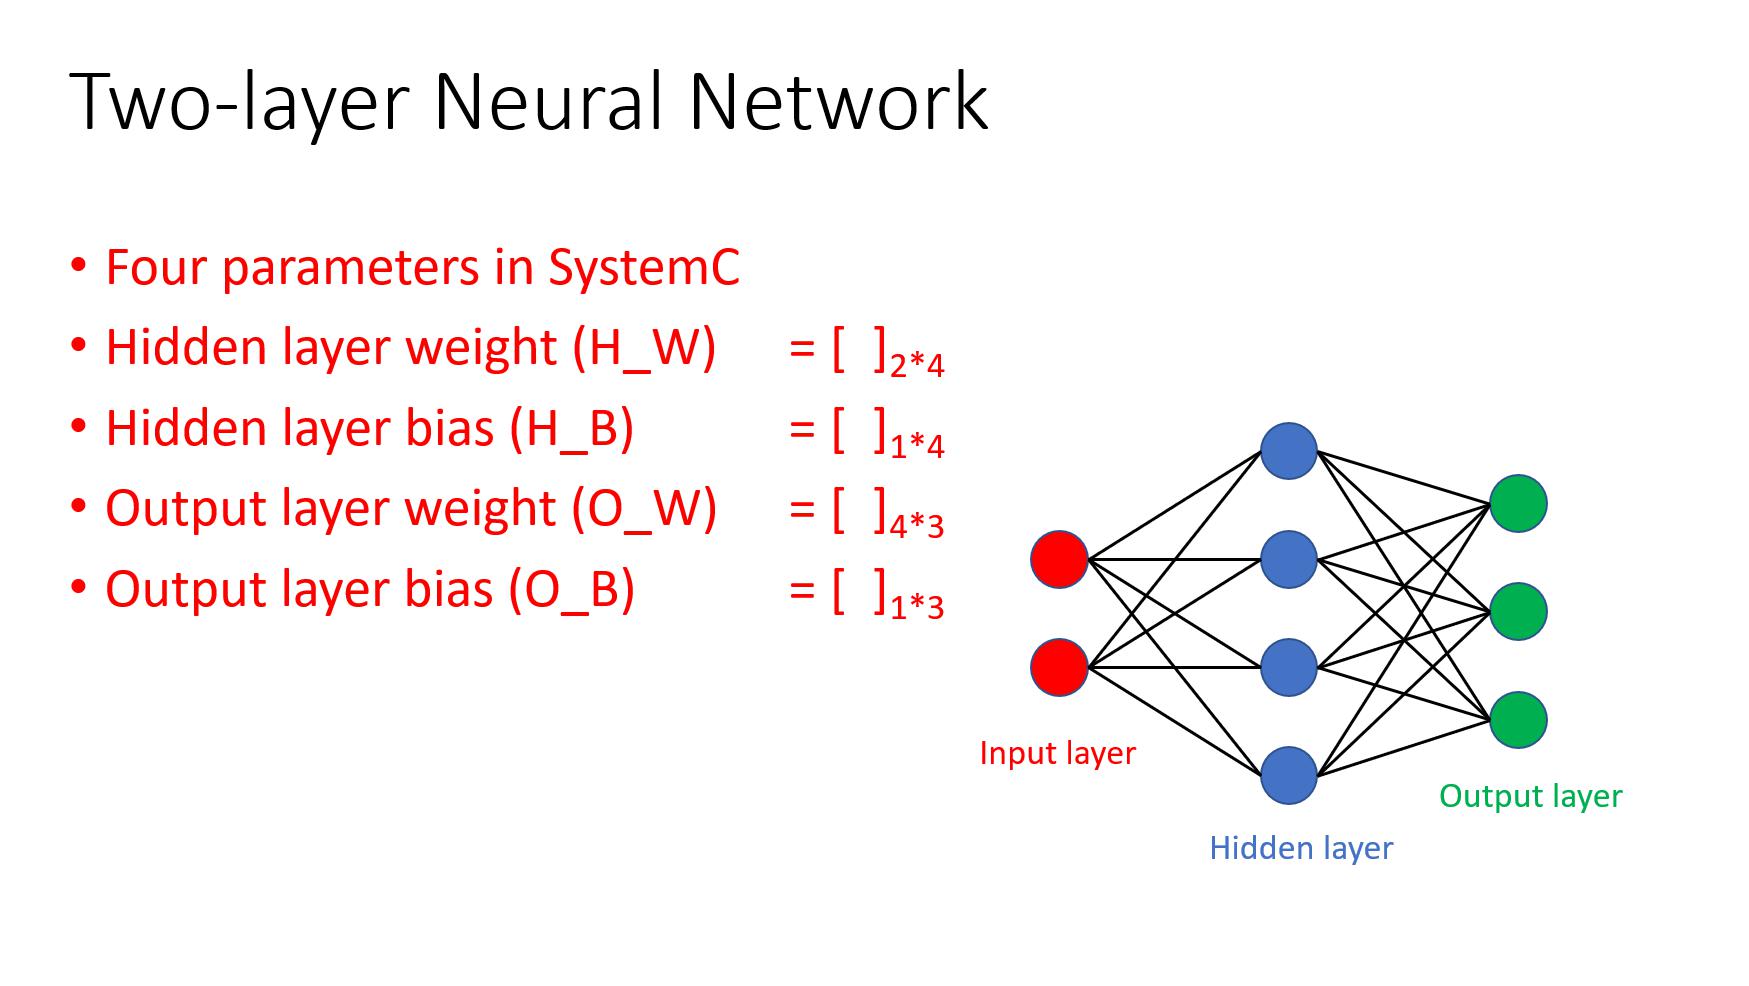 Two-layer Neural Network
• Four parameters in SystemC
• Hidden layer weight (H_W) = [ ]2*4
• Hidden layer bias (H_B) = [ ]1*4
• Output layer weight (O_W) = [ ]4*3
• Output layer bias (O_B) = [ ]1*3
Input layer
Hidden layer
Output layer